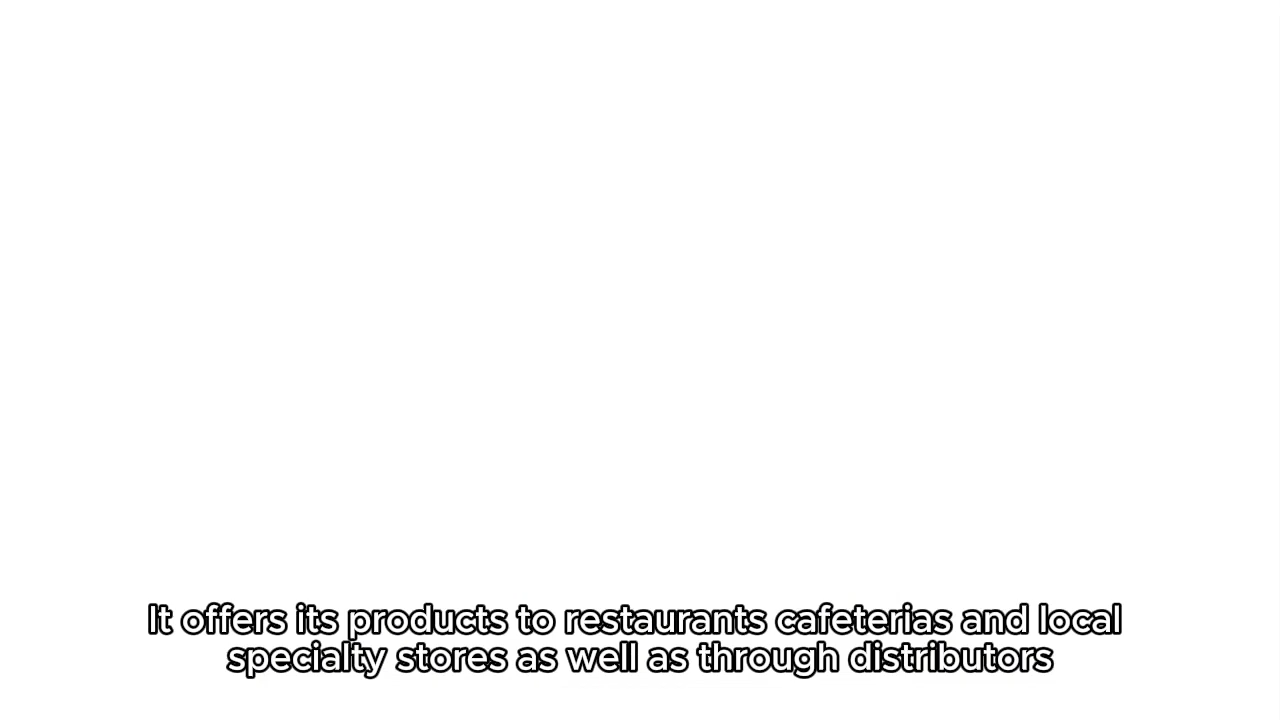 It offers its products to restaurants cafeterias and local
specialty stores as well as through distributors